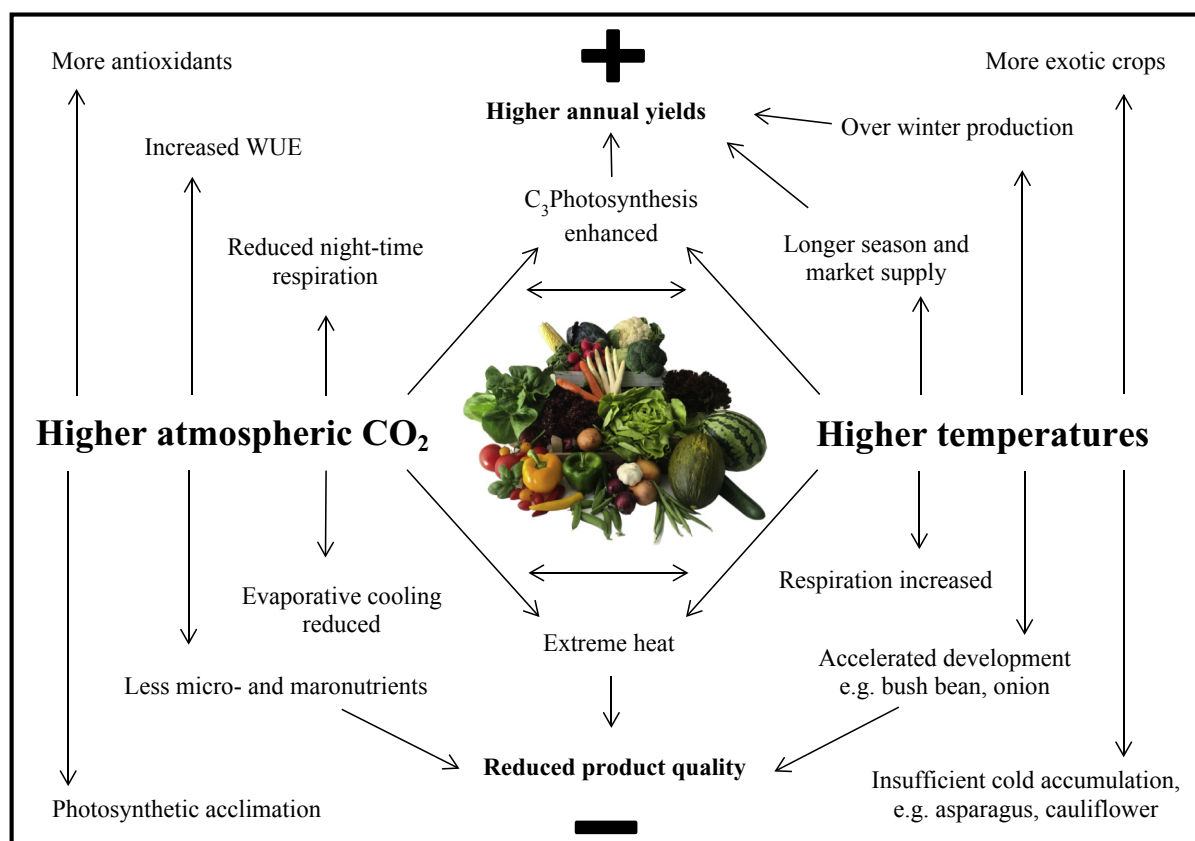 +
More antioxidants
More exotic crops
Higher annual yields
Over winter production
Increased WUE
C₃Photosynthesis
enhanced
Reduced night-time
respiration
Longer season and
market supply
Higher atmospheric CO₂
Higher temperatures
Evaporative cooling
reduced
Respiration increased
Extreme heat
Accelerated development
e.g. bush bean, onion
Less micro- and maronutrients
Reduced product quality
Photosynthetic acclimation
Insufficient cold accumulation,
e.g. asparagus, cauliflower
−